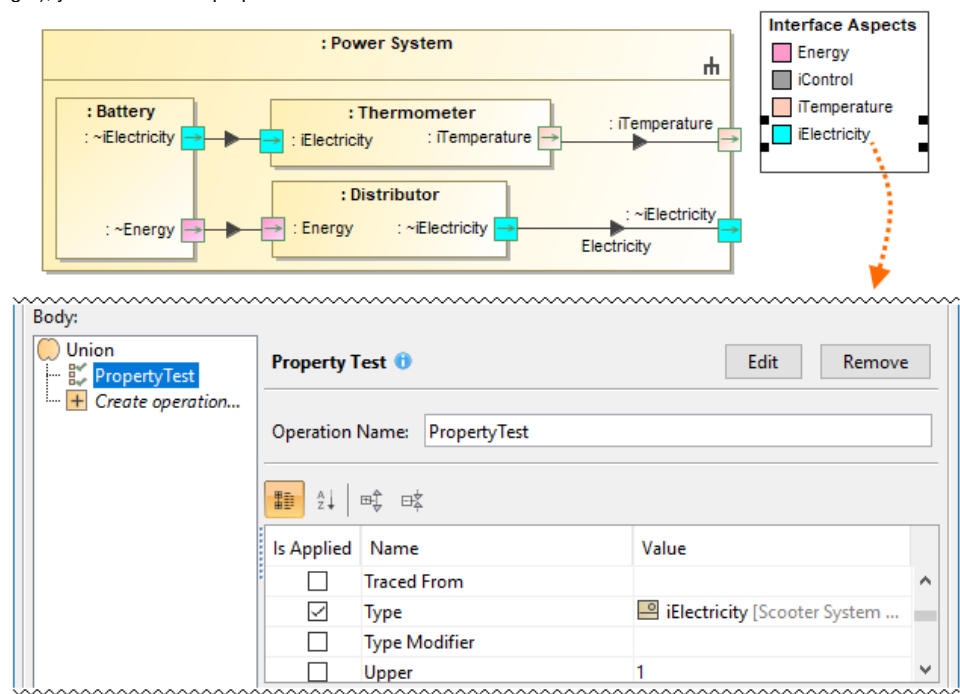 : Power System
Interface Aspects
Energy
iControl
iTemperature
iElectricity
: Battery
: ~iElectricity
: Thermometer
: iElectricity
: iTemperature
: iTemperature
: Distributor
: ~Energy
: Energy
: ~iElectricity
: ~iElectricity
Electricity
Body:
Union
PropertyTest
Create operation...
Property Test
Edit
Remove
Operation Name: PropertyTest
Is Applied Name Value
Traced From
Type iElectricity [Scooter System ...
Type Modifier
Upper 1